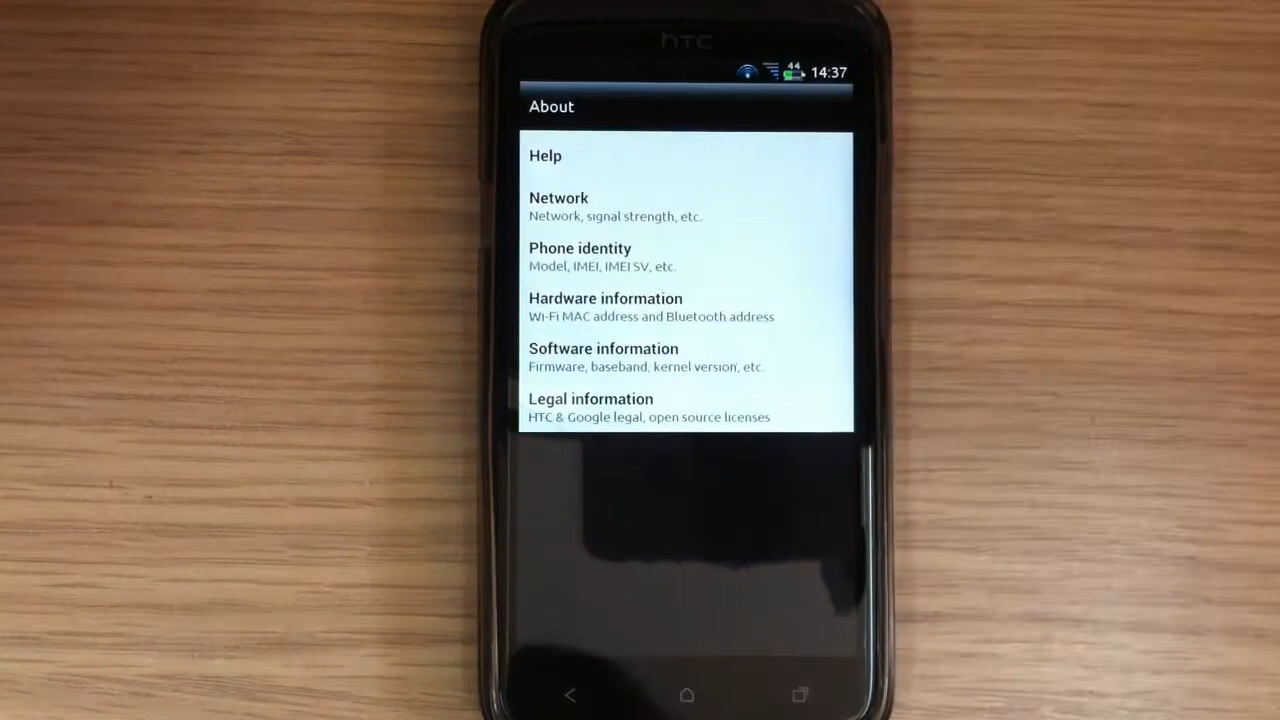 hTC
44 14:37
About
Help
Network
Network, signal strength, etc.
Phone identity
Model, IMEI, IMEI SV, etc.
Hardware information
Wi-Fi MAC address and Bluetooth address
Software information
Firmware, baseband, kernel version, etc.
Legal information
HTC & Google legal, open source licenses